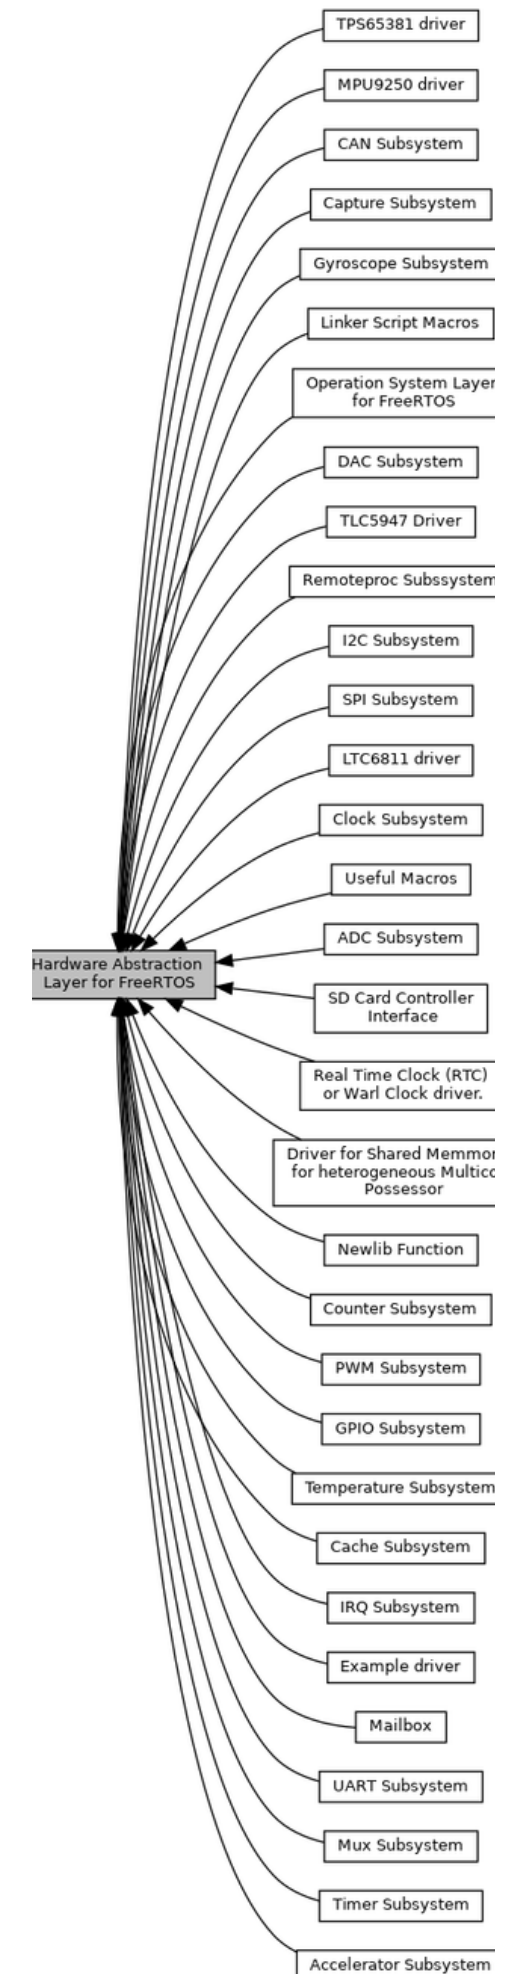 TPS65381 driver
MPU9250 driver
CAN Subsystem
Capture Subsystem
Gyroscope Subsystem
Linker Script Macros
Operation System Layer
for FreeRTOS
DAC Subsystem
TLC5947 Driver
Remoteproc Subssystem
I2C Subsystem
SPI Subsystem
LTC6811 driver
Clock Subsystem
Useful Macros
ADC Subsystem
Hardware Abstraction
Layer for FreeRTOS
SD Card Controller
Interface
Real Time Clock (RTC)
or Warl Clock driver.
Driver for Shared Memmor
for heterogeneous Multico
Possessor
Newlib Function
Counter Subsystem
PWM Subsystem
GPIO Subsystem
Temperature Subsystem
Cache Subsystem
IRQ Subsystem
Example driver
Mailbox
UART Subsystem
Mux Subsystem
Timer Subsystem
Accelerator Subsystem